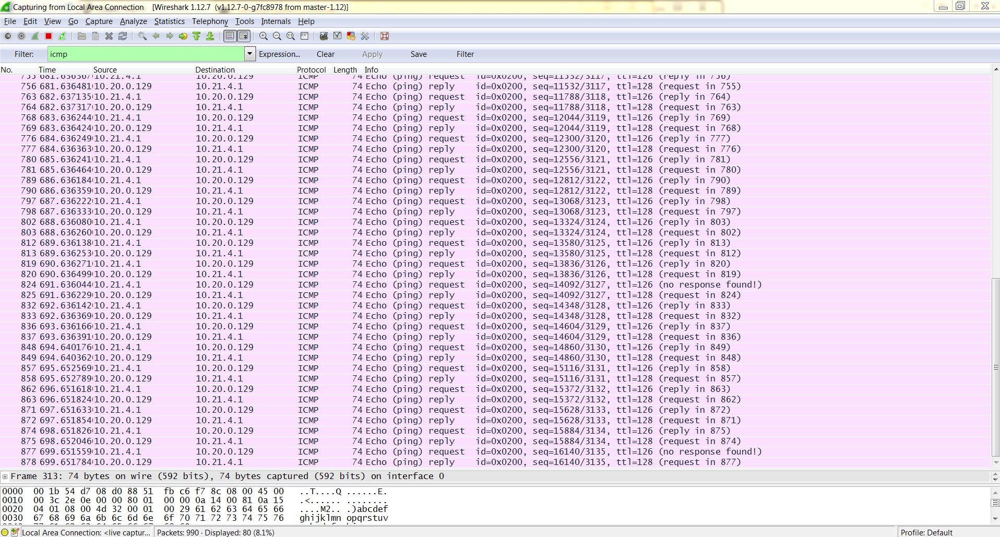 Capturing from Local Area Connection [Wireshark 1.12.7 (v1.12.7-0-g7fc8978 from master-1.12)]
File Edit View Go Capture Analyze Statistics Telephony Tools Internals Help
Filter: icmp Expression... Clear Apply Save Filter
No. Time Source Destination Protocol Length Info
755 681.636367 10.21.4.1 10.20.0.129 ICMP 74 Echo (ping) request id=0x0200, seq=11532/3117, ttl=126 (reply in 756)
756 681.636481 10.20.0.129 10.21.4.1 ICMP 74 Echo (ping) reply id=0x0200, seq=11532/3117, ttl=128 (request in 755)
763 682.637135 10.21.4.1 10.20.0.129 ICMP 74 Echo (ping) request id=0x0200, seq=11788/3118, ttl=126 (reply in 764)
764 682.637317 10.20.0.129 10.21.4.1 ICMP 74 Echo (ping) reply id=0x0200, seq=11788/3118, ttl=128 (request in 763)
768 683.636244 10.21.4.1 10.20.0.129 ICMP 74 Echo (ping) request id=0x0200, seq=12044/3119, ttl=126 (reply in 769)
769 683.636424 10.20.0.129 10.21.4.1 ICMP 74 Echo (ping) reply id=0x0200, seq=12044/3119, ttl=128 (request in 768)
776 684.636249 10.21.4.1 10.20.0.129 ICMP 74 Echo (ping) request id=0x0200, seq=12300/3120, ttl=126 (reply in 777)
777 684.636363 10.20.0.129 10.21.4.1 ICMP 74 Echo (ping) reply id=0x0200, seq=12300/3120, ttl=128 (request in 776)
780 685.636241 10.21.4.1 10.20.0.129 ICMP 74 Echo (ping) request id=0x0200, seq=12556/3121, ttl=126 (reply in 781)
781 685.636464 10.20.0.129 10.21.4.1 ICMP 74 Echo (ping) reply id=0x0200, seq=12556/3121, ttl=128 (request in 780)
789 686.636184 10.21.4.1 10.20.0.129 ICMP 74 Echo (ping) request id=0x0200, seq=12812/3122, ttl=126 (reply in 790)
790 686.636359 10.20.0.129 10.21.4.1 ICMP 74 Echo (ping) reply id=0x0200, seq=12812/3122, ttl=128 (request in 789)
797 687.636222 10.21.4.1 10.20.0.129 ICMP 74 Echo (ping) request id=0x0200, seq=13068/3123, ttl=126 (reply in 798)
798 687.636333 10.20.0.129 10.21.4.1 ICMP 74 Echo (ping) reply id=0x0200, seq=13068/3123, ttl=128 (request in 797)
802 688.636080 10.21.4.1 10.20.0.129 ICMP 74 Echo (ping) request id=0x0200, seq=13324/3124, ttl=126 (reply in 803)
803 688.636260 10.20.0.129 10.21.4.1 ICMP 74 Echo (ping) reply id=0x0200, seq=13324/3124, ttl=128 (request in 802)
812 689.636138 10.21.4.1 10.20.0.129 ICMP 74 Echo (ping) request id=0x0200, seq=13580/3125, ttl=126 (reply in 813)
813 689.636253 10.20.0.129 10.21.4.1 ICMP 74 Echo (ping) reply id=0x0200, seq=13580/3125, ttl=128 (request in 812)
819 690.636271 10.21.4.1 10.20.0.129 ICMP 74 Echo (ping) request id=0x0200, seq=13836/3126, ttl=126 (reply in 820)
820 690.636499 10.20.0.129 10.21.4.1 ICMP 74 Echo (ping) reply id=0x0200, seq=13836/3126, ttl=128 (request in 819)
824 691.636044 10.21.4.1 10.20.0.129 ICMP 74 Echo (ping) request id=0x0200, seq=14092/3127, ttl=126 (no response found!)
825 691.636229 10.20.0.129 10.21.4.1 ICMP 74 Echo (ping) reply id=0x0200, seq=14092/3127, ttl=128 (request in 824)
832 692.636142 10.21.4.1 10.20.0.129 ICMP 74 Echo (ping) request id=0x0200, seq=14348/3128, ttl=126 (reply in 833)
833 692.636369 10.20.0.129 10.21.4.1 ICMP 74 Echo (ping) reply id=0x0200, seq=14348/3128, ttl=128 (request in 832)
836 693.636166 10.21.4.1 10.20.0.129 ICMP 74 Echo (ping) request id=0x0200, seq=14604/3129, ttl=126 (reply in 837)
837 693.636391 10.20.0.129 10.21.4.1 ICMP 74 Echo (ping) reply id=0x0200, seq=14604/3129, ttl=128 (request in 836)
848 694.640176 10.21.4.1 10.20.0.129 ICMP 74 Echo (ping) request id=0x0200, seq=14860/3130, ttl=126 (reply in 849)
849 694.640362 10.20.0.129 10.21.4.1 ICMP 74 Echo (ping) reply id=0x0200, seq=14860/3130, ttl=128 (request in 848)
857 695.652569 10.21.4.1 10.20.0.129 ICMP 74 Echo (ping) request id=0x0200, seq=15116/3131, ttl=126 (reply in 858)
858 695.652789 10.20.0.129 10.21.4.1 ICMP 74 Echo (ping) reply id=0x0200, seq=15116/3131, ttl=128 (request in 857)
862 696.651618 10.21.4.1 10.20.0.129 ICMP 74 Echo (ping) request id=0x0200, seq=15372/3132, ttl=126 (reply in 863)
863 696.651824 10.20.0.129 10.21.4.1 ICMP 74 Echo (ping) reply id=0x0200, seq=15372/3132, ttl=128 (request in 862)
871 697.651633 10.21.4.1 10.20.0.129 ICMP 74 Echo (ping) request id=0x0200, seq=15628/3133, ttl=126 (reply in 872)
872 697.651854 10.20.0.129 10.21.4.1 ICMP 74 Echo (ping) reply id=0x0200, seq=15628/3133, ttl=128 (request in 871)
874 698.651826 10.21.4.1 10.20.0.129 ICMP 74 Echo (ping) request id=0x0200, seq=15884/3134, ttl=126 (reply in 875)
875 698.652046 10.20.0.129 10.21.4.1 ICMP 74 Echo (ping) reply id=0x0200, seq=15884/3134, ttl=128 (request in 874)
877 699.651559 10.21.4.1 10.20.0.129 ICMP 74 Echo (ping) request id=0x0200, seq=16140/3135, ttl=126 (no response found!)
878 699.651784 10.20.0.129 10.21.4.1 ICMP 74 Echo (ping) reply id=0x0200, seq=16140/3135, ttl=128 (request in 877)
Frame 313: 74 bytes on wire (592 bits), 74 bytes captured (592 bits) on interface 0
0000 00 1b 54 d7 08 d0 88 51 fb c6 f7 8c 08 00 45 00 ..T....Q ......E.
0010 00 3c 2e 0e 00 00 80 01 00 00 0a 14 00 81 0a 15 .<...... ........
0020 04 01 08 00 4d 32 00 01 00 29 61 62 63 64 65 66 ....M2.. .)abcdef
0030 67 68 69 6a 6b 6c 6d 6e 6f 70 71 72 73 74 75 76 ghijklmn opqrstuv
Local Area Connection: <live captur... Packets: 990 · Displayed: 80 (8.1%) Profile: Default